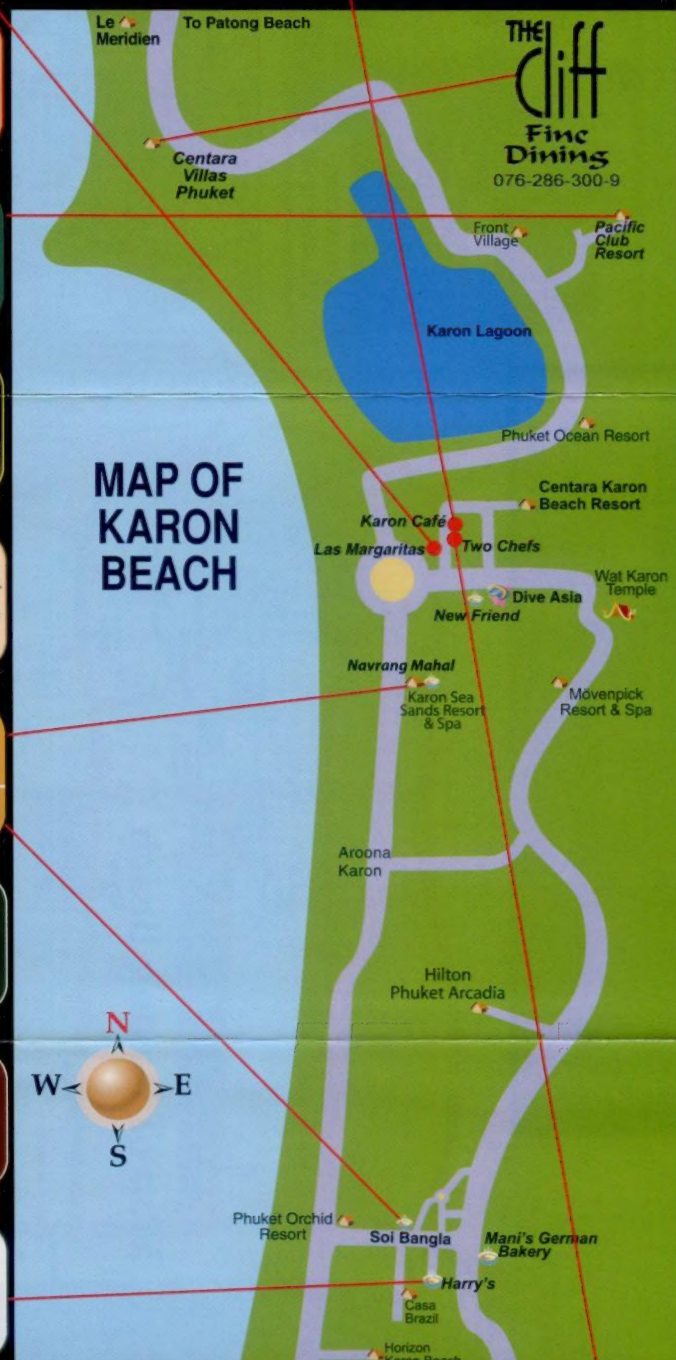 Le
Meridien
To Patong Beach
THE
Cliff
Fine
Dining
076-286-300-9
Centara
Villas
Phuket
Front
Village
Pacific
Club
Resort
Karon Lagoon
Phuket Ocean Resort
MAP OF
KARON
BEACH
Centara Karon
Beach Resort
Karon Café
Las Margaritas
Two Chefs
Wat Karon
Temple
Dive Asia
New Friend
Navrang Mahal
Karon Sea
Sands Resort
& Spa
Mövenpick
Resort & Spa
Aroona
Karon
Hilton
Phuket Arcadia
N
W
E
S
Phuket Orchid
Resort
Soi Bangla
Mani's German
Bakery
Harry's
Casa
Brazil
Horizon
Karon Beach